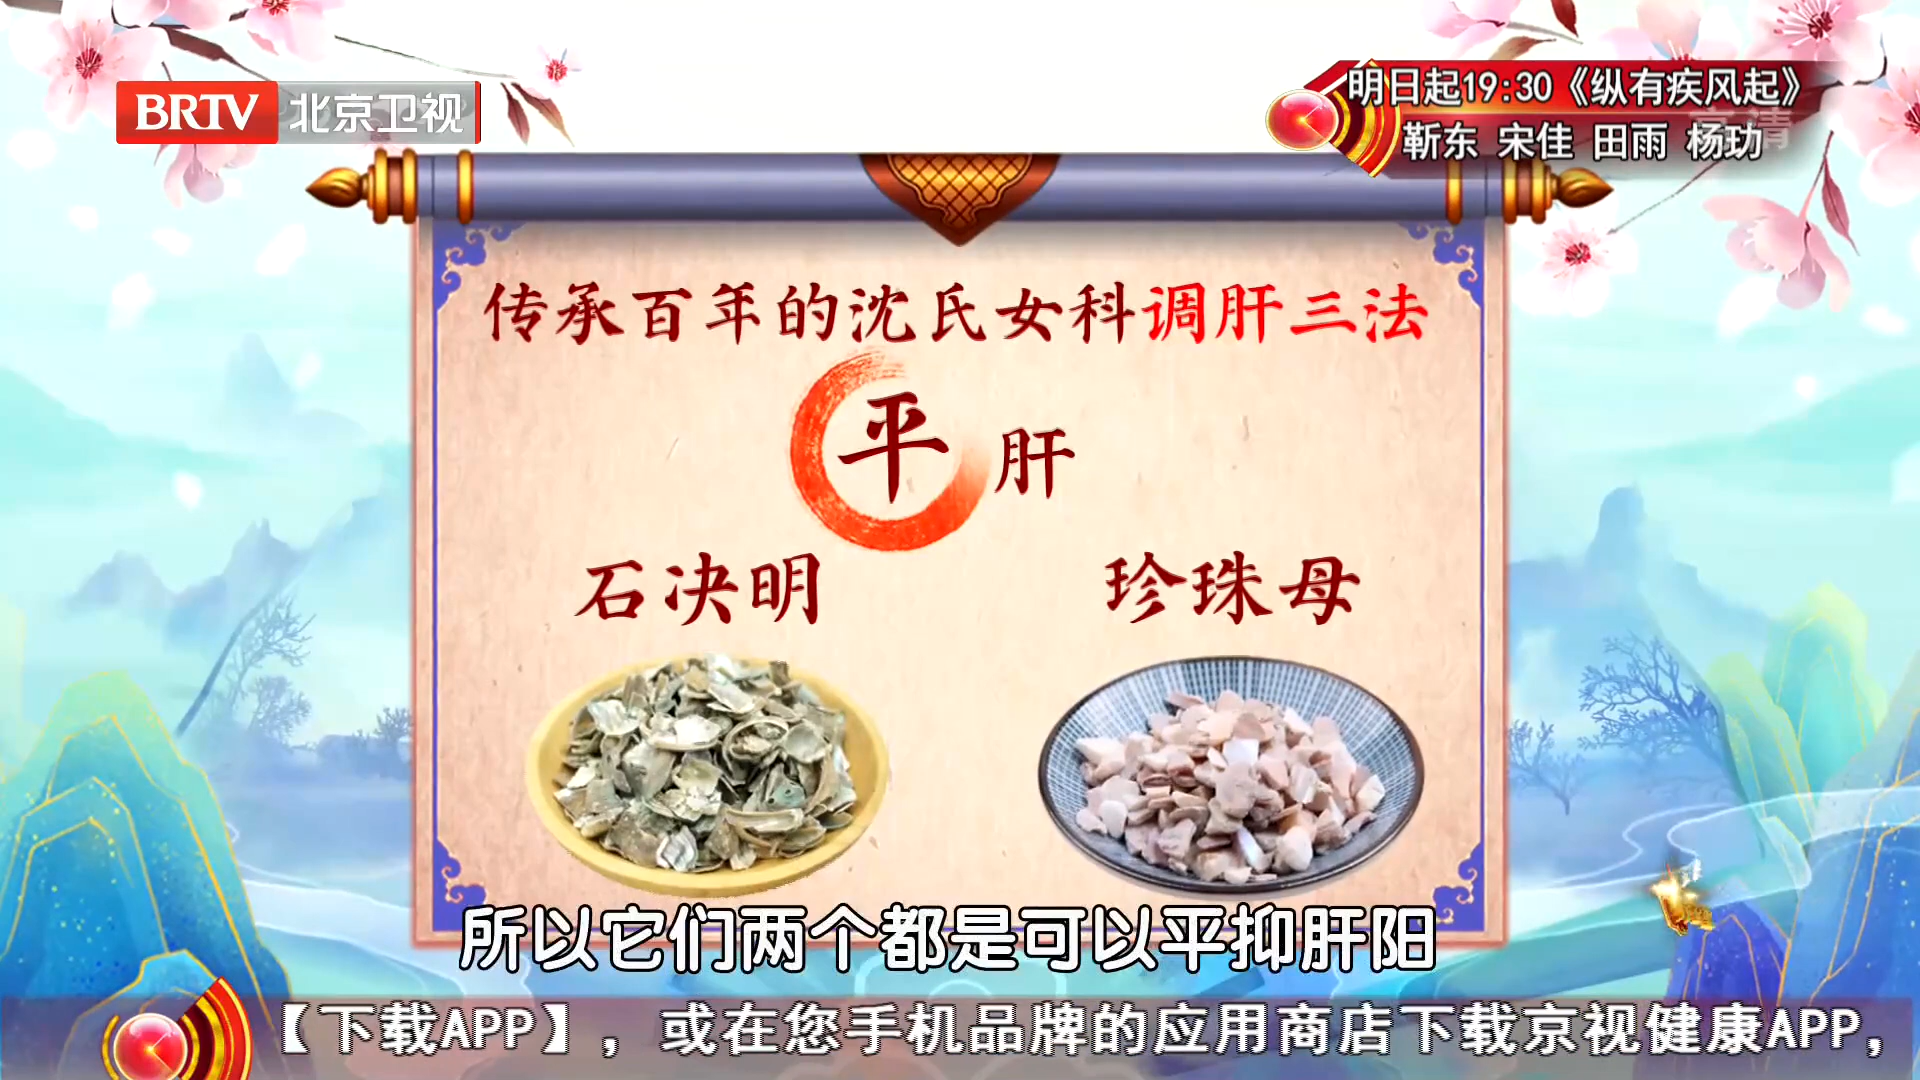 BRTV 北京卫视
明日起19:30《纵有疾风起》
靳东 宋佳 田雨 杨玏
高清
传承百年的沈氏女科调肝三法
平肝
石决明
珍珠母
所以它们两个都是可以平抑肝阳
【下载APP】,或在您手机品牌的应用商店下载京视健康APP,